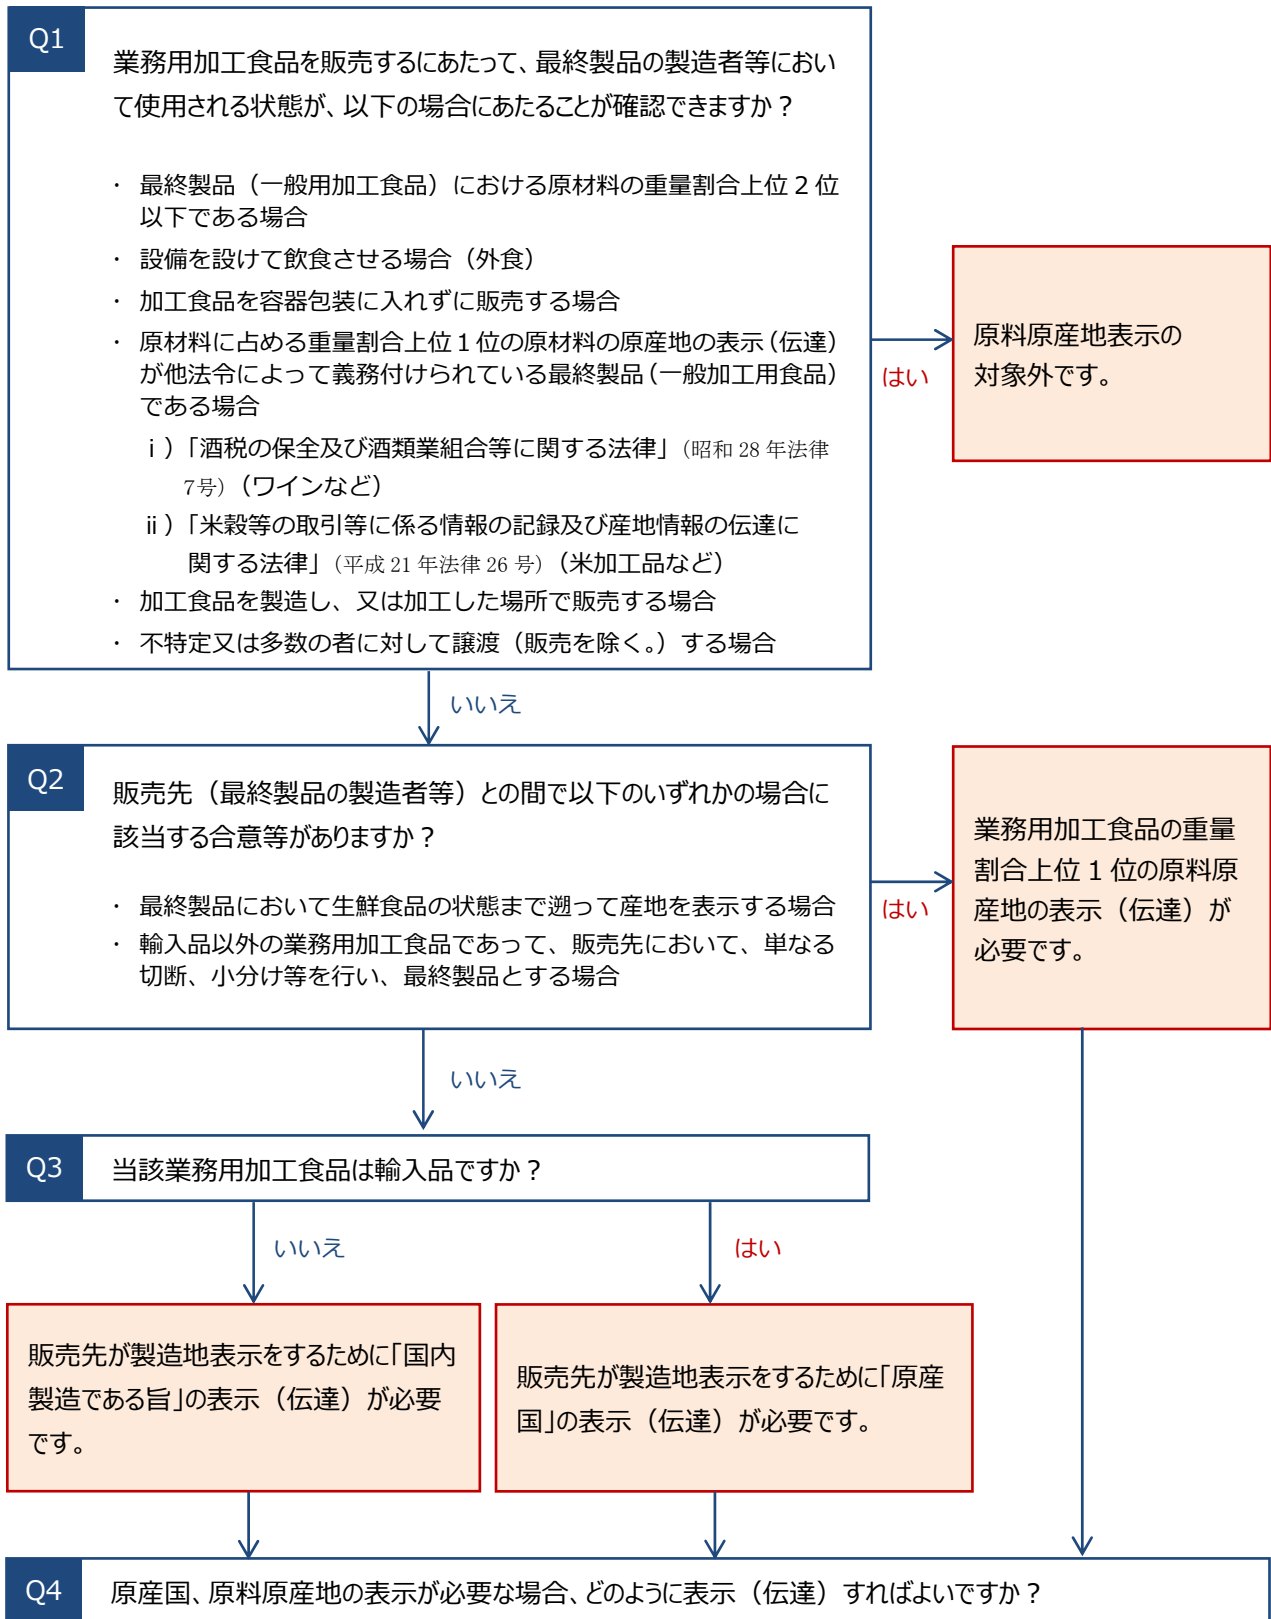 Q1
業務用加工食品を販売するにあたって、最終製品の製造者等におい
て使用される状態が、以下の場合にあたることが確認できますか？
・ 最終製品（一般用加工食品）における原材料の重量割合上位２位
以下である場合
・ 設備を設けて飲食させる場合（外食）
・ 加工食品を容器包装に入れずに販売する場合
・ 原材料に占める重量割合上位１位の原材料の原産地の表示（伝達）
が他法令によって義務付けられている最終製品（一般加工用食品）
である場合
ⅰ）「酒税の保全及び酒類業組合等に関する法律」（昭和 28 年法律
7号）（ワインなど）
ⅱ）「米穀等の取引等に係る情報の記録及び産地情報の伝達に
関する法律」（平成 21 年法律 26 号）（米加工品など）
・ 加工食品を製造し、又は加工した場所で販売する場合
・ 不特定又は多数の者に対して譲渡（販売を除く。）する場合
はい
原料原産地表示の
対象外です。
いいえ
Q2
販売先（最終製品の製造者等）との間で以下のいずれかの場合に
該当する合意等がありますか？
・ 最終製品において生鮮食品の状態まで遡って産地を表示する場合
・ 輸入品以外の業務用加工食品であって、販売先において、単なる
切断、小分け等を行い、最終製品とする場合
はい
業務用加工食品の重量
割合上位 1 位の原料原
産地の表示（伝達）が
必要です。
いいえ
Q3
当該業務用加工食品は輸入品ですか？
いいえ
はい
販売先が製造地表示をするために「国内
製造である旨」の表示（伝達）が必要
です。
販売先が製造地表示をするために「原産
国」の表示（伝達）が必要です。
Q4
原産国、原料原産地の表示が必要な場合、どのように表示（伝達）すればよいですか？